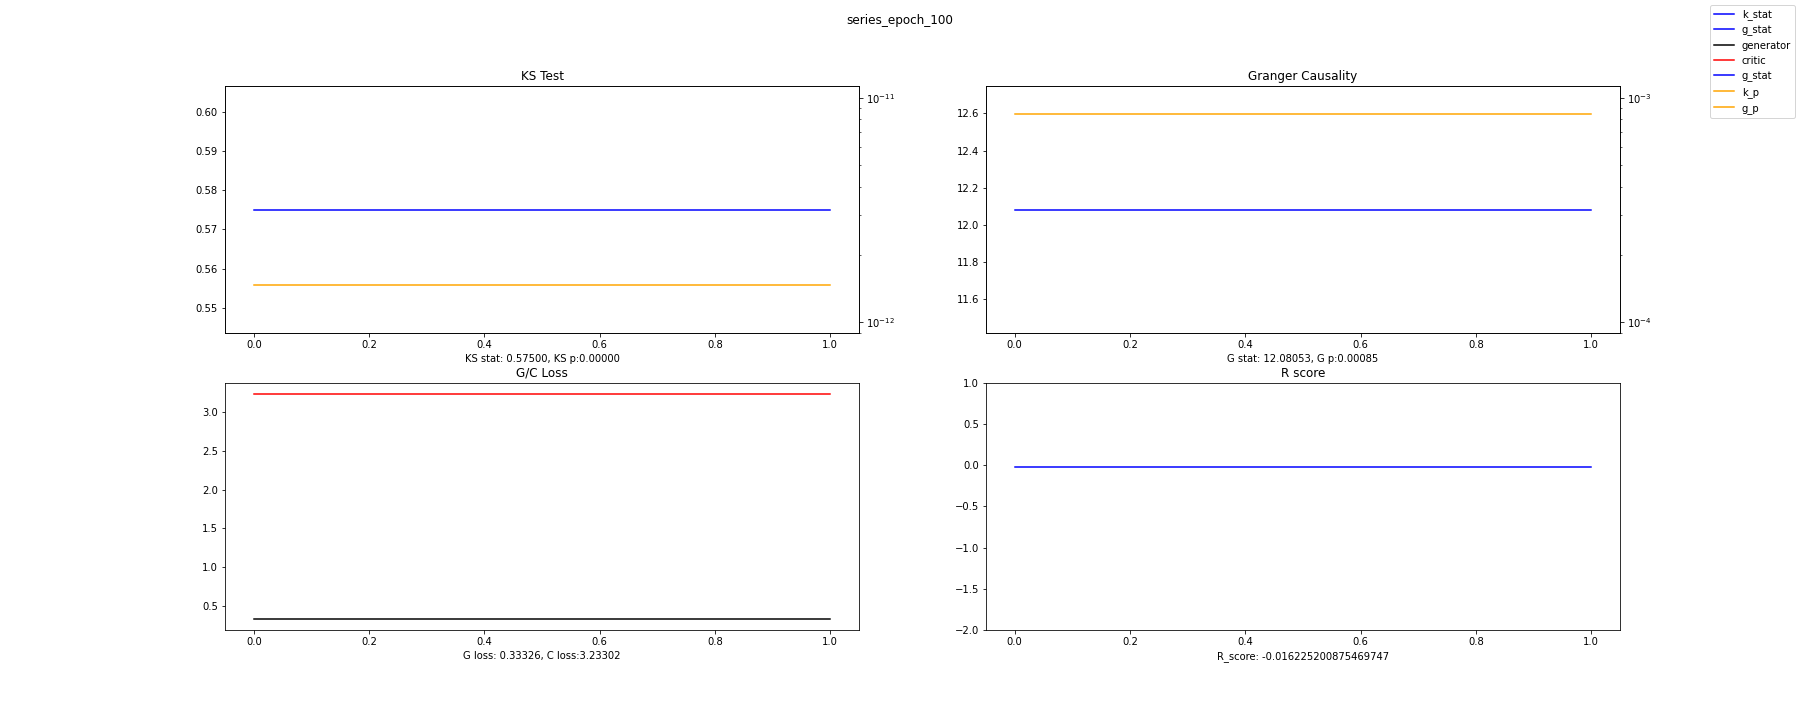 series_epoch_100
k_stat
g_stat
generator
critic
g_stat
k_p
g_p
KS Test
0.60
0.59
0.58
0.57
0.56
0.55
10⁻¹¹
10⁻¹²
0.0 0.2 0.4 0.6 0.8 1.0
KS stat: 0.57500, KS p:0.00000
Granger Causality
12.6
12.4
12.2
12.0
11.8
11.6
10⁻³
10⁻⁴
0.0 0.2 0.4 0.6 0.8 1.0
G stat: 12.08053, G p:0.00085
G/C Loss
3.0
2.5
2.0
1.5
1.0
0.5
0.0 0.2 0.4 0.6 0.8 1.0
G loss: 0.33326, C loss:3.23302
R score
1.0
0.5
0.0
−0.5
−1.0
−1.5
−2.0
0.0 0.2 0.4 0.6 0.8 1.0
R_score: -0.016225200875469747